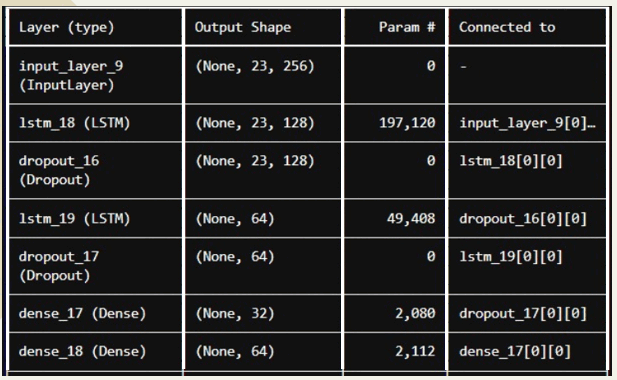 Layer (type) Output Shape Param # Connected to
input_layer_9 (None, 23, 256) 0 -
(InputLayer)
lstm_18 (LSTM) (None, 23, 128) 197,120 input_layer_9[0]…
dropout_16 (None, 23, 128) 0 lstm_18[0][0]
(Dropout)
lstm_19 (LSTM) (None, 64) 49,408 dropout_16[0][0]
dropout_17 (None, 64) 0 lstm_19[0][0]
(Dropout)
dense_17 (Dense) (None, 32) 2,080 dropout_17[0][0]
dense_18 (Dense) (None, 64) 2,112 dense_17[0][0]